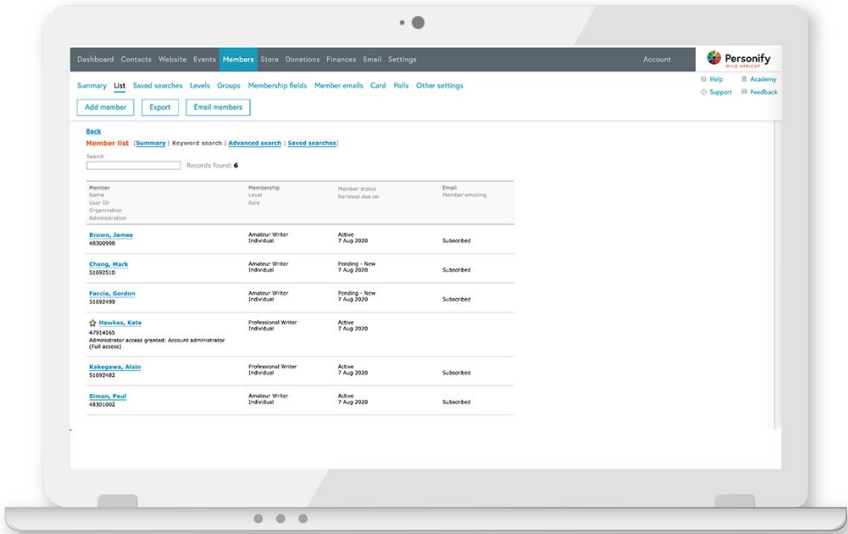 Dashboard Contacts Website Events Members Store Donations Finances Email Settings Account
Personify
WILD APRICOT
Summary List Saved searches Levels Groups Membership fields Member emails Card Polls Other settings
Help Academy
Support Feedback
Add member Export Email members
Back
Member list (Summary | Keyword search | Advanced search | Saved searches)
Search
Records found: 6
Member Membership Member status Email
Name Level Renewal due on Member emailing
User ID Role
Organization
Administration
Brown, James Amateur Writer Active
48300998 Individual 7 Aug 2020 Subscribed
Cheng, Mark Amateur Writer Pending - New
51692510 Individual 7 Aug 2020 Subscribed
Faccia, Gordon Amateur Writer Pending - New
51692499 Individual 7 Aug 2020 Subscribed
Hawkes, Kate Professional Writer Active
47914165 Individual 7 Aug 2020
Administrator access granted: Account administrator
(Full access)
Kakegawa, Alain Professional Writer Active
51692482 Individual 7 Aug 2020 Subscribed
Simon, Paul Amateur Writer Active
48301002 Individual 7 Aug 2020 Subscribed